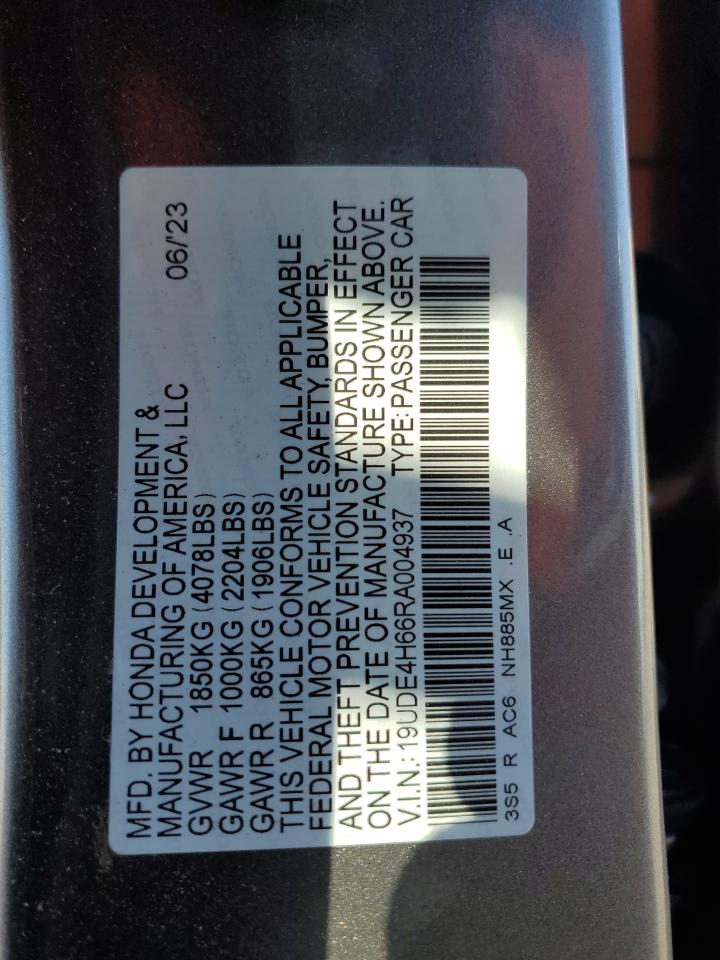 MFD. BY HONDA DEVELOPMENT &
MANUFACTURING OF AMERICA, LLC 06/'23
GVWR 1850KG (4078LBS)
GAWR F 1000KG (2204LBS)
GAWR R 865KG (1906LBS)
THIS VEHICLE CONFORMS TO ALL APPLICABLE
FEDERAL MOTOR VEHICLE SAFETY, BUMPER,
AND THEFT PREVENTION STANDARDS IN EFFECT
ON THE DATE OF MANUFACTURE SHOWN ABOVE.
V.I.N.: 19UDE4H66RA004937 TYPE: PASSENGER CAR
3S5 R AC6 NH885MX .E .A